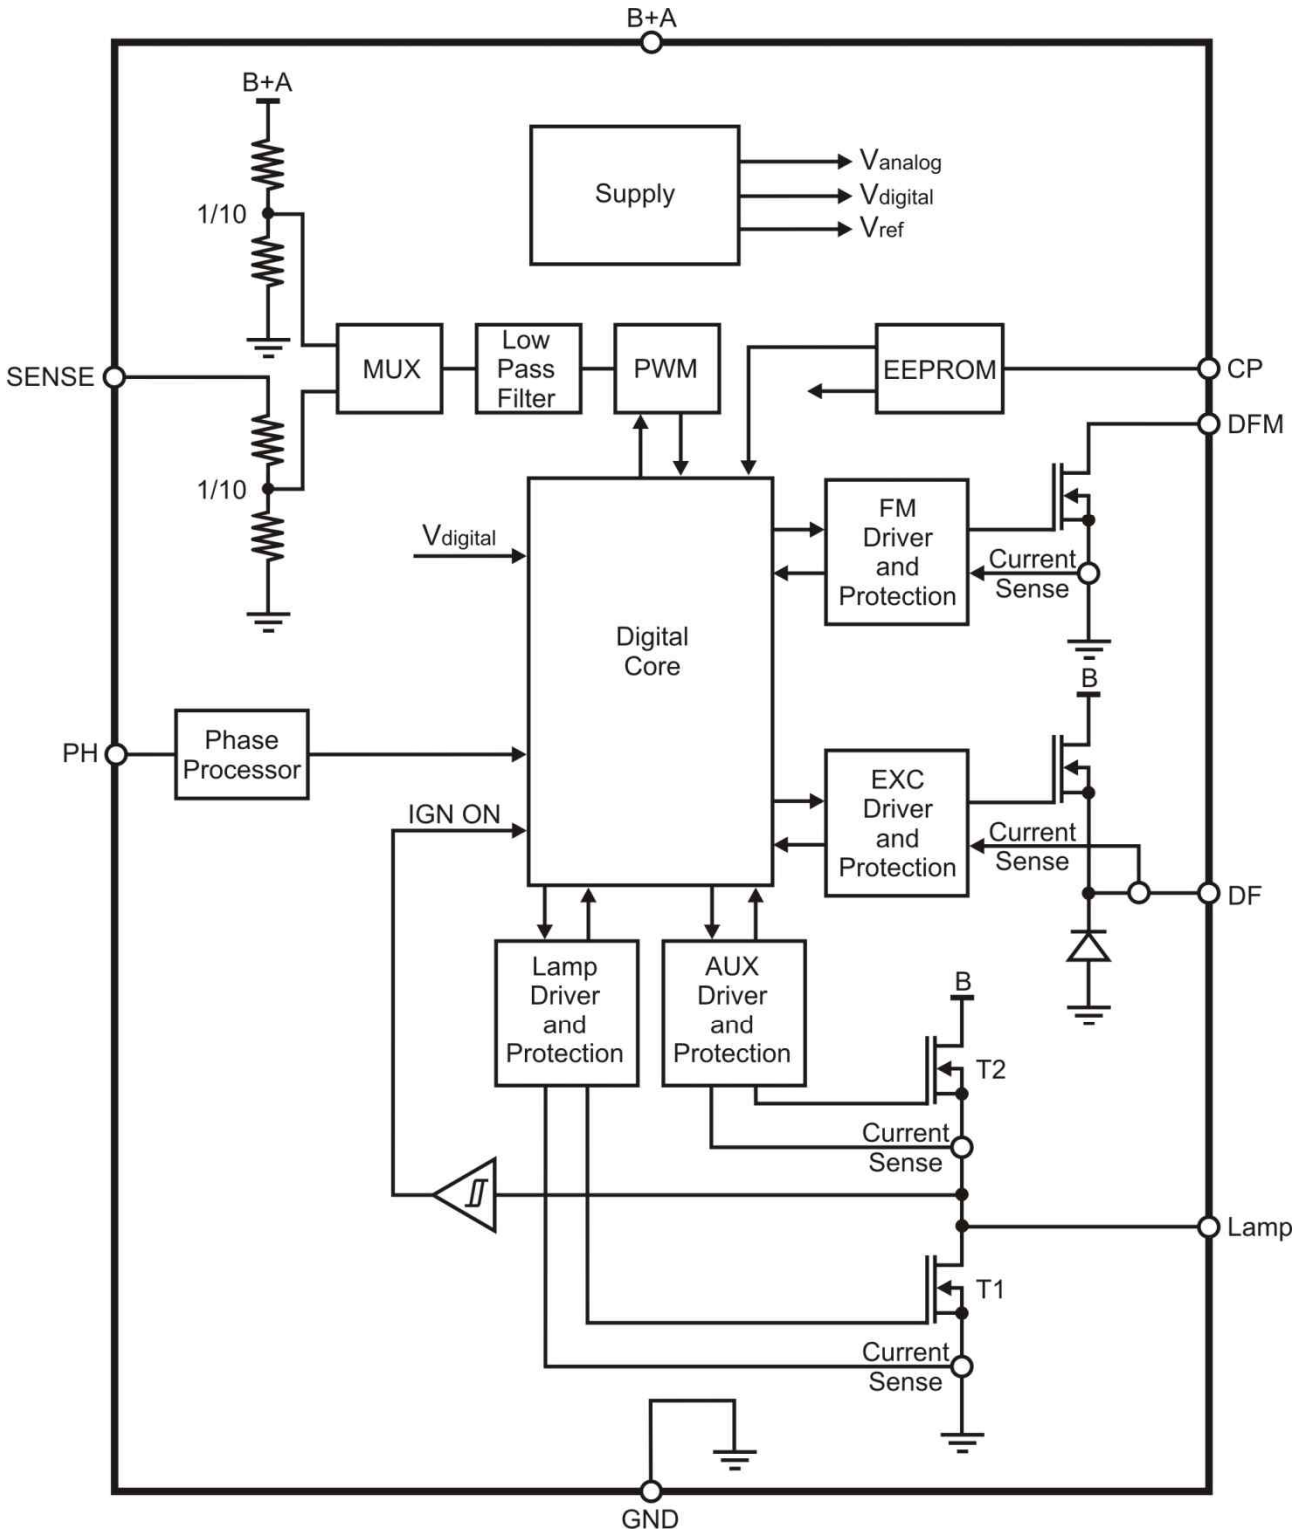 B+A
B+A
Supply
Vanalog
Vdigital
Vref
1/10
MUX
Low
Pass
Filter
PWM
EEPROM
CP
SENSE
DFM
1/10
Vdigital
FM
Driver
and
Protection
Current
Sense
Digital
Core
B
PH
Phase
Processor
IGN ON
EXC
Driver
and
Protection
Current
Sense
DF
Lamp
Driver
and
Protection
AUX
Driver
and
Protection
B
T2
Current
Sense
Lamp
T1
Current
Sense
GND